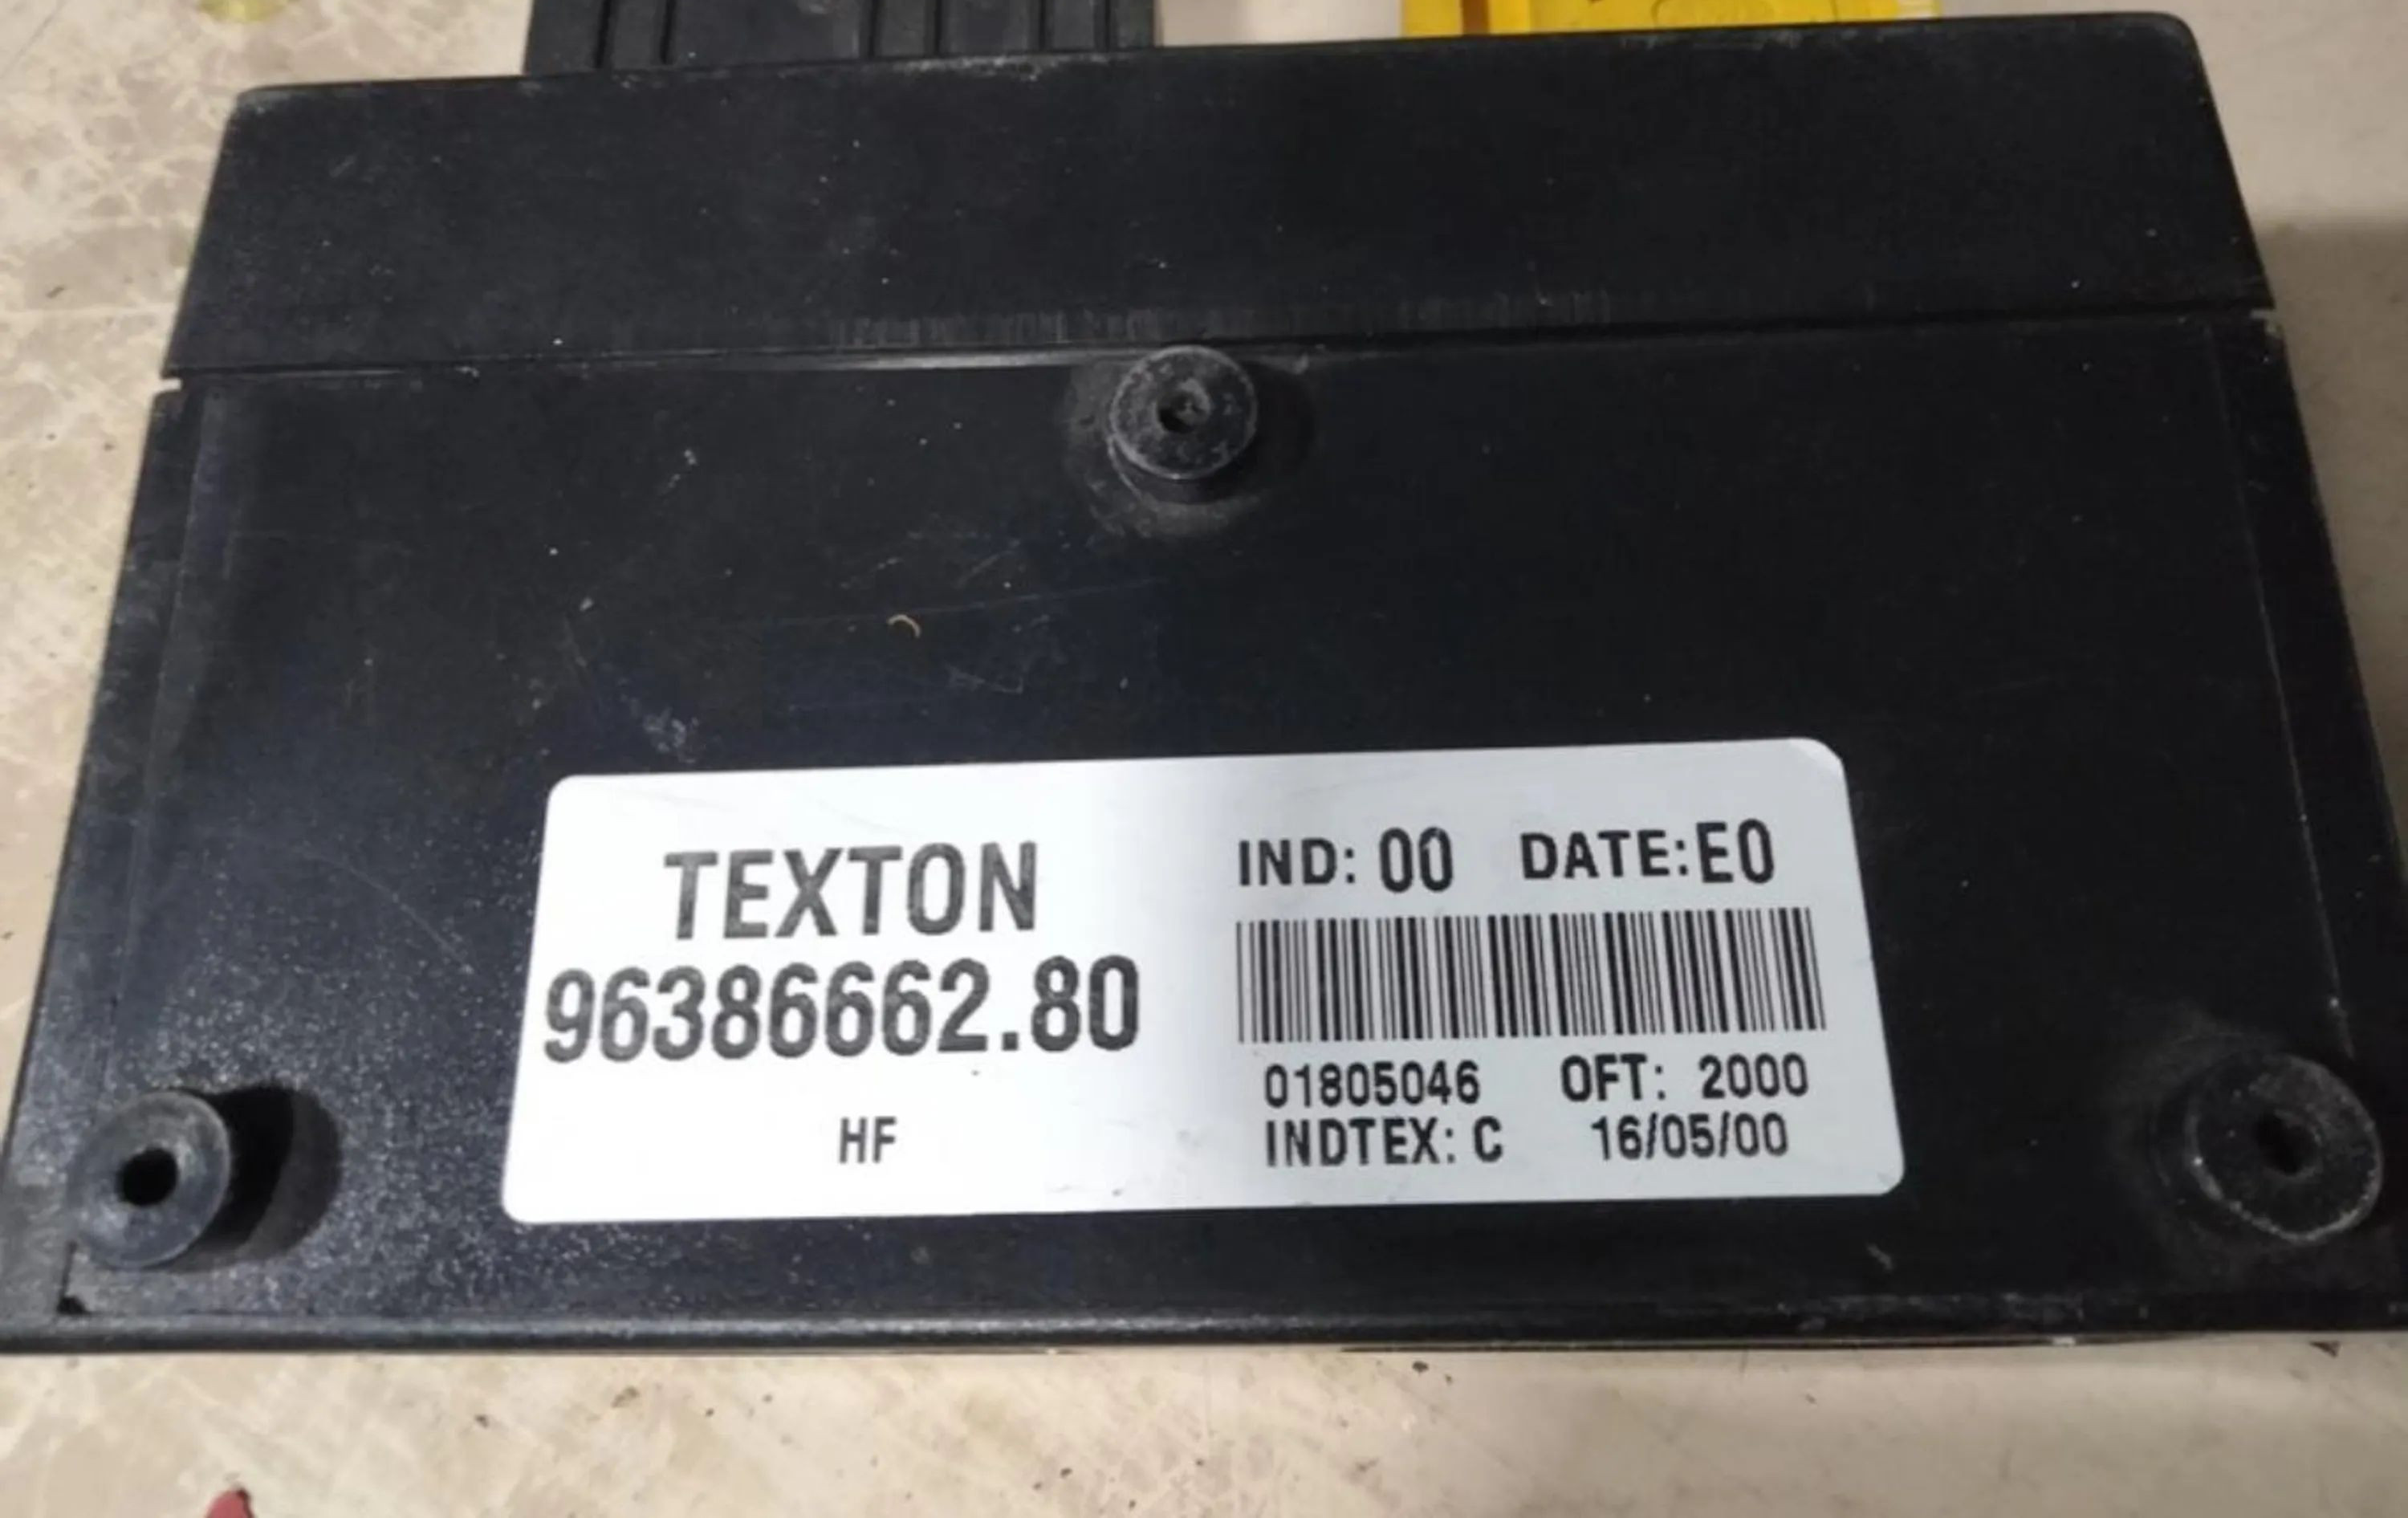 TEXTON
96386662.80
HF
IND: 00 DATE:E0
01805046 OFT: 2000
INDTEX: C 16/05/00